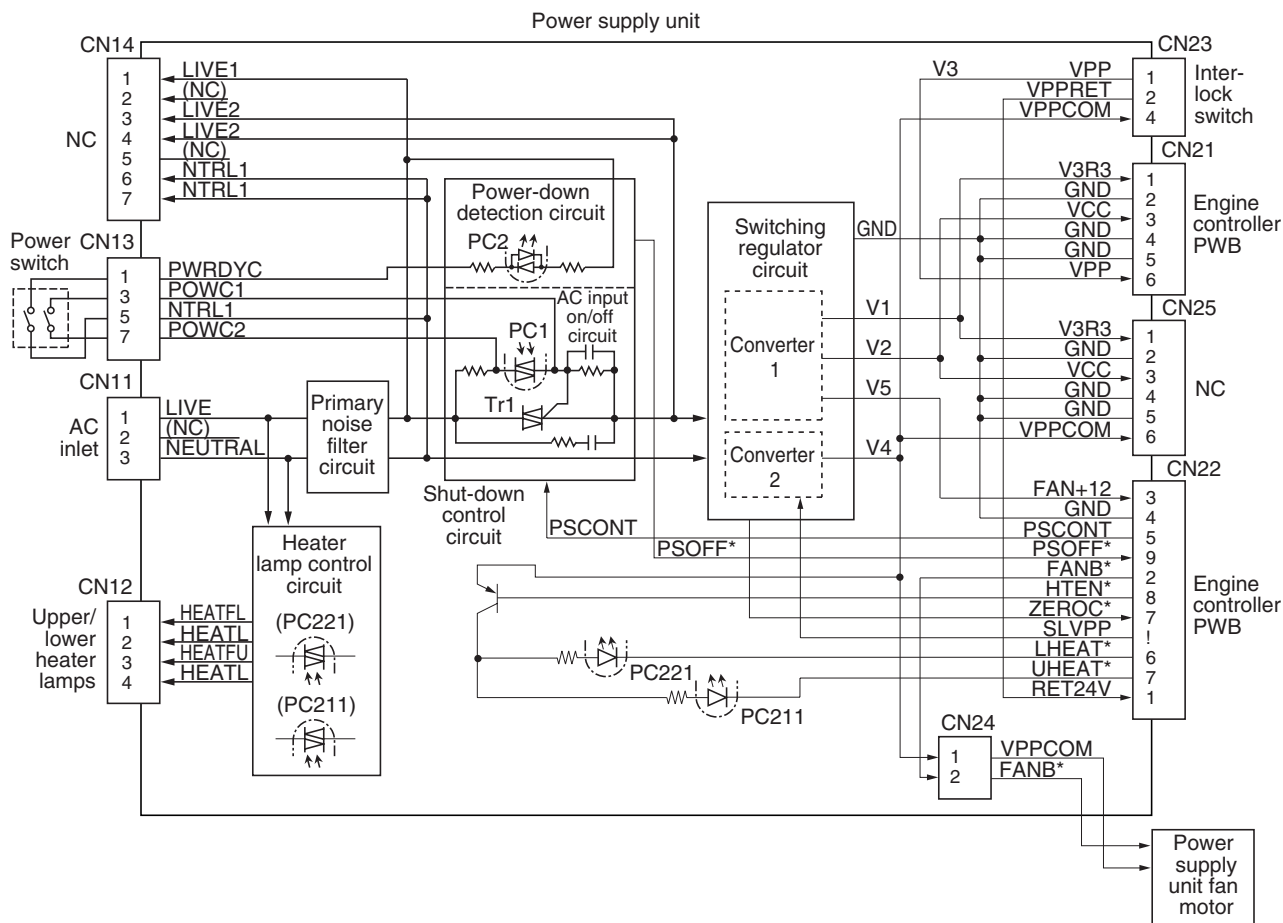 Power supply unit
CN14
1
2
3
4
5
6
7
NC
LIVE1
(NC)
LIVE2
LIVE2
(NC)
NTRL1
NTRL1
Power
switch
CN13
1
3
5
7
PWRDYC
POWC1
NTRL1
POWC2
CN11
1
2
3
AC
inlet
LIVE
(NC)
NEUTRAL
CN12
1
2
3
4
Upper/
lower
heater
lamps
HEATFL
HEATL
HEATFU
HEATL
Primary
noise
filter
circuit
Heater
lamp control
circuit
(PC221)
(PC211)
Power-down
detection circuit
PC2
AC input
on/off
circuit
PC1
Tr1
Shut-down
control
circuit
PSCONT
PSOFF*
Switching
regulator
circuit
Converter
1
Converter
2
GND
V1
V2
V5
V4
V3
PC221
PC211
CN23
VPP
VPPRET
VPPCOM
1
2
4
Inter-
lock
switch
CN21
V3R3
GND
VCC
GND
GND
VPP
1
2
3
4
5
6
Engine
controller
PWB
CN25
V3R3
GND
VCC
GND
GND
VPPCOM
1
2
3
4
5
6
NC
CN22
FAN+12
GND
PSCONT
PSOFF*
FANB*
HTEN*
ZEROC*
SLVPP
LHEAT*
UHEAT*
RET24V
3
4
5
9
2
8
7
!
6
7
1
Engine
controller
PWB
CN24
1
2
VPPCOM
FANB*
Power
supply
unit fan
motor